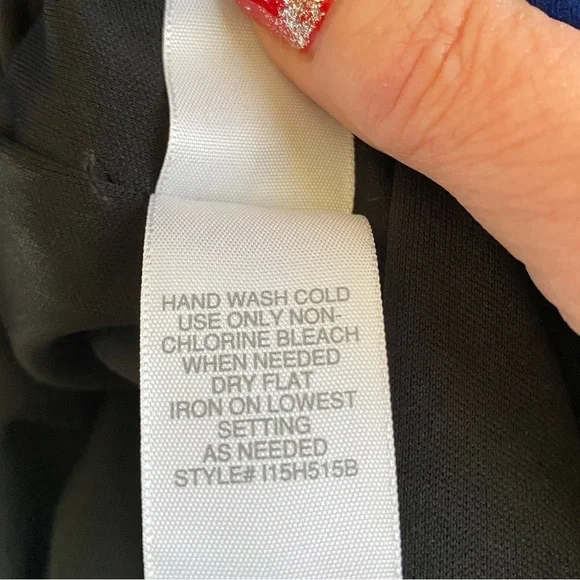 HAND WASH COLD
USE ONLY NON-
CHLORINE BLEACH
WHEN NEEDED
DRY FLAT
IRON ON LOWEST
SETTING
AS NEEDED
STYLE# I15H515B